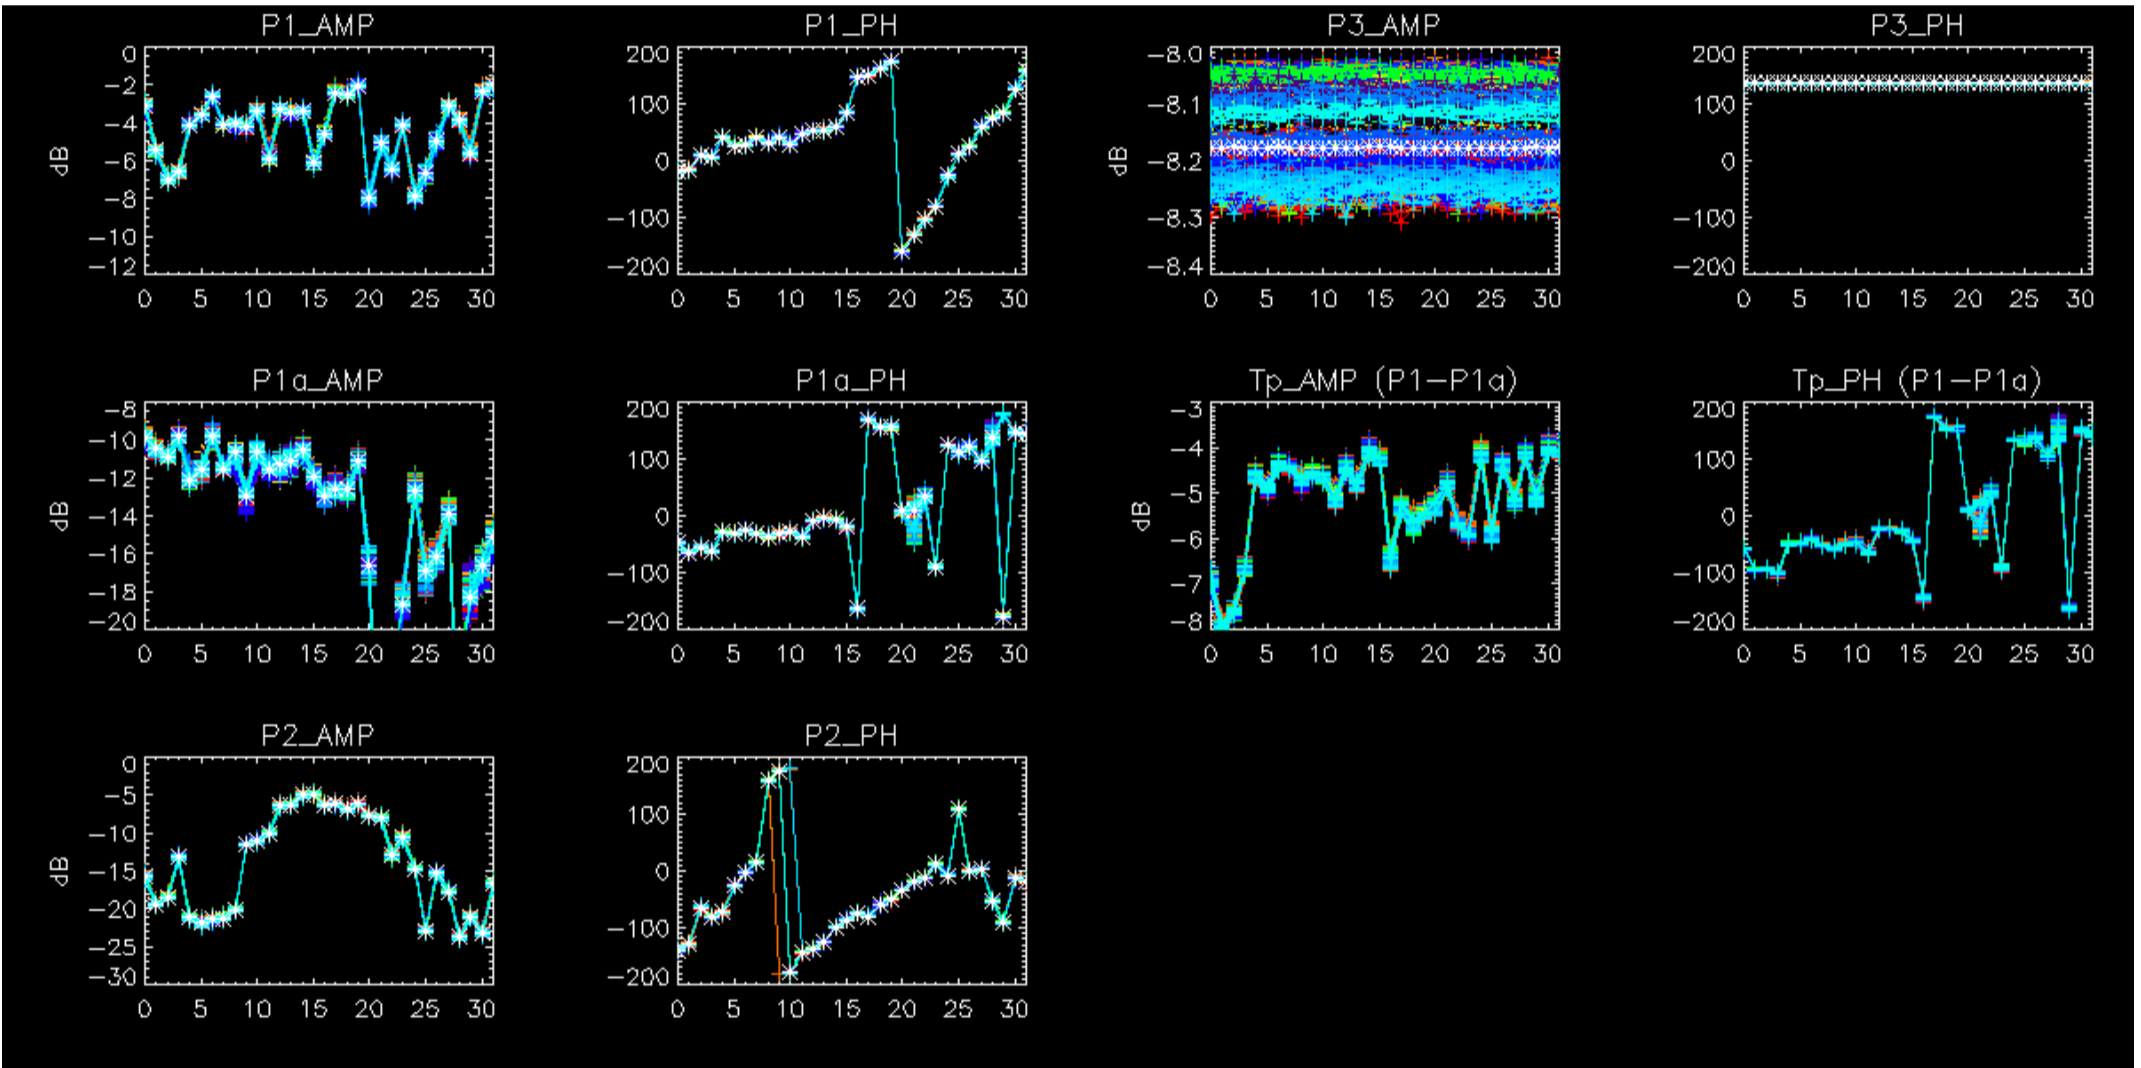 P1_AMP
P1_PH
P3_AMP
P3_PH
dB
0
−2
−4
−6
−8
−10
−12
0 5 10 15 20 25 30
200
100
0
−100
−200
0 5 10 15 20 25 30
dB
−8.0
−8.1
−8.2
−8.3
−8.4
0 5 10 15 20 25 30
200
100
0
−100
−200
0 5 10 15 20 25 30
P1a_AMP
P1a_PH
Tp_AMP (P1−P1a)
Tp_PH (P1−P1a)
dB
−8
−10
−12
−14
−16
−18
−20
0 5 10 15 20 25 30
200
100
0
−100
−200
0 5 10 15 20 25 30
dB
−3
−4
−5
−6
−7
−8
0 5 10 15 20 25 30
200
100
0
−100
−200
0 5 10 15 20 25 30
P2_AMP
P2_PH
dB
0
−5
−10
−15
−20
−25
−30
0 5 10 15 20 25 30
200
100
0
−100
−200
0 5 10 15 20 25 30